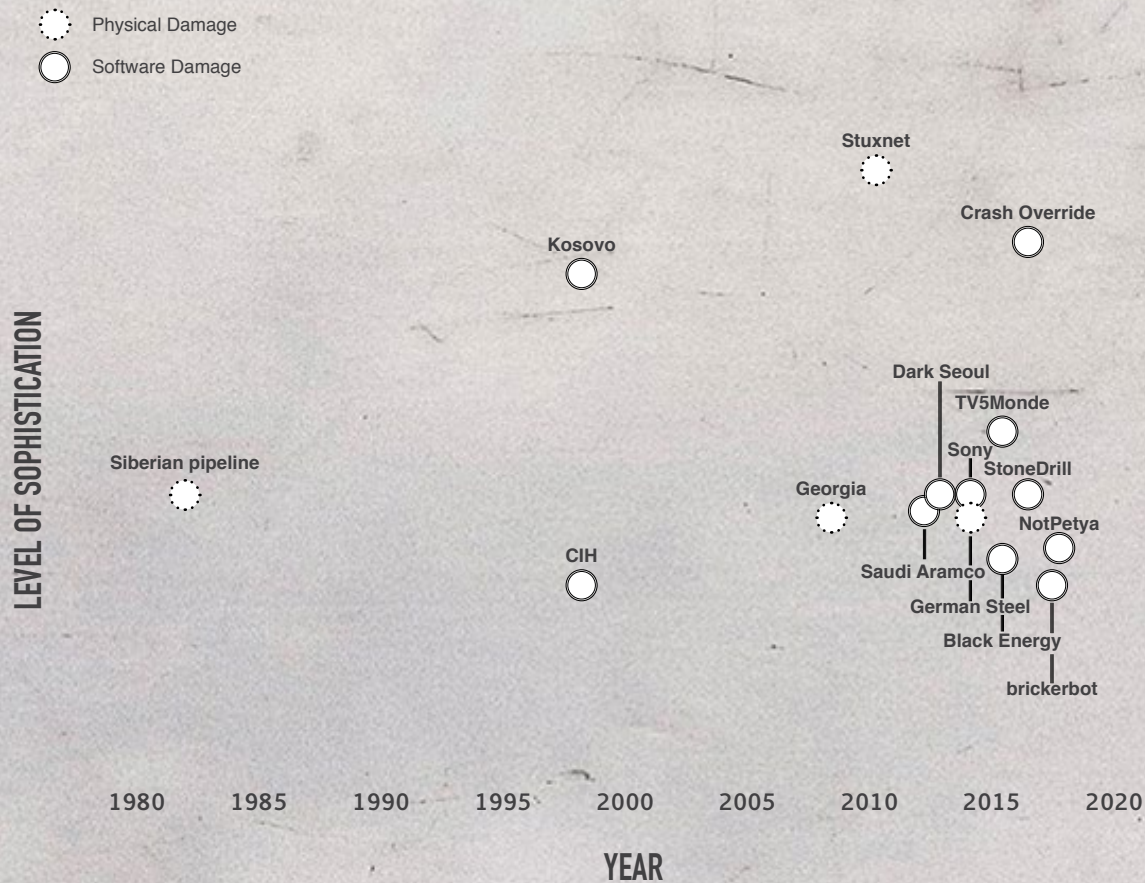 Physical Damage
Software Damage
Stuxnet
Crash Override
Kosovo
Dark Seoul
TV5Monde
Sony
Siberian pipeline
StoneDrill
Georgia
NotPetya
CIH
Saudi Aramco
German Steel
Black Energy
brickerbot
LEVEL OF SOPHISTICATION
1980 1985 1990 1995 2000 2005 2010 2015 2020
YEAR